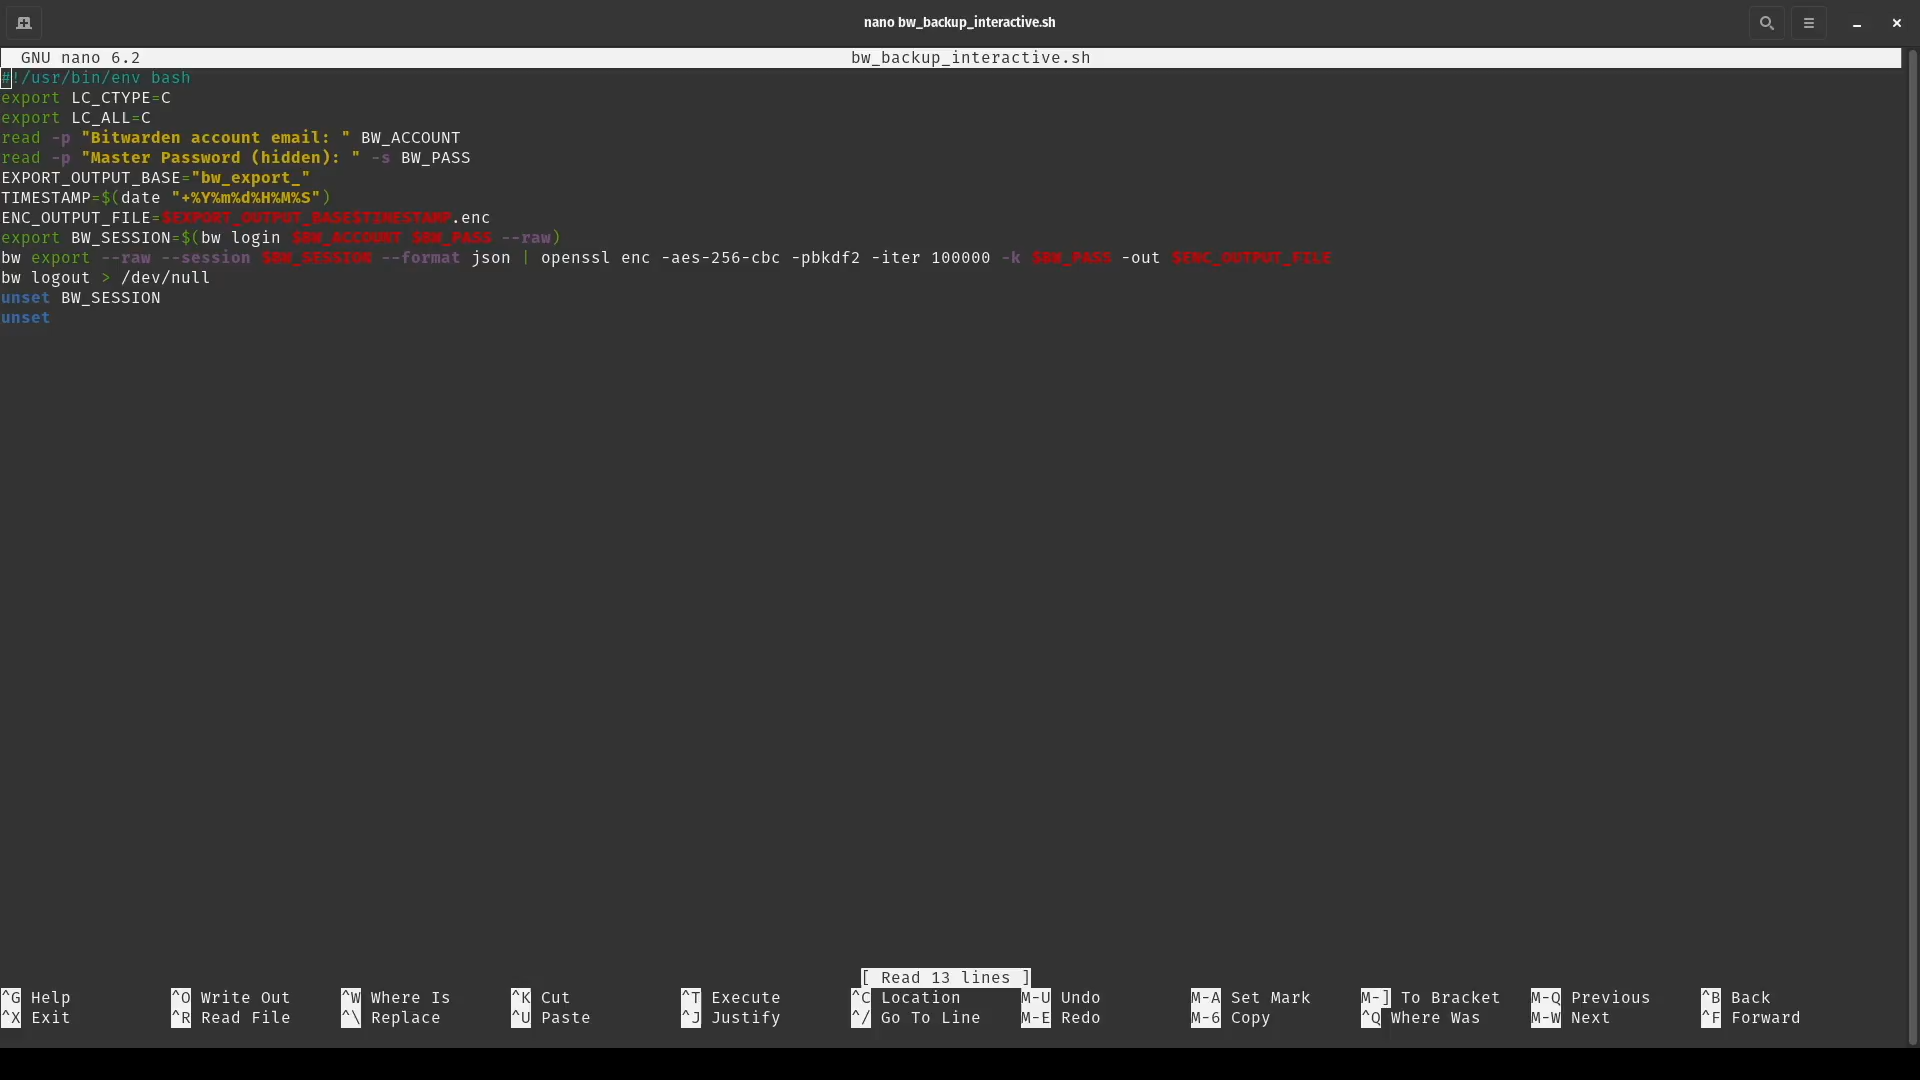 nano bw_backup_interactive.sh
GNU nano 6.2 bw_backup_interactive.sh
#!/usr/bin/env bash
export LC_CTYPE=C
export LC_ALL=C
read -p "Bitwarden account email: " BW_ACCOUNT
read -p "Master Password (hidden): " -s BW_PASS
EXPORT_OUTPUT_BASE="bw_export_"
TIMESTAMP=$(date "+%Y%m%d%H%M%S")
ENC_OUTPUT_FILE=$EXPORT_OUTPUT_BASE$TIMESTAMP.enc
export BW_SESSION=$(bw login $BW_ACCOUNT $BW_PASS --raw)
bw export --raw --session $BW_SESSION --format json | openssl enc -aes-256-cbc -pbkdf2 -iter 100000 -k $BW_PASS -out $ENC_OUTPUT_FILE
bw logout > /dev/null
unset BW_SESSION
unset
[ Read 13 lines ]
^G Help ^O Write Out ^W Where Is ^K Cut ^T Execute ^C Location M-U Undo M-A Set Mark M-] To Bracket M-Q Previous ^B Back
^X Exit ^R Read File ^\ Replace ^U Paste ^J Justify ^/ Go To Line M-E Redo M-6 Copy ^Q Where Was M-W Next ^F Forward